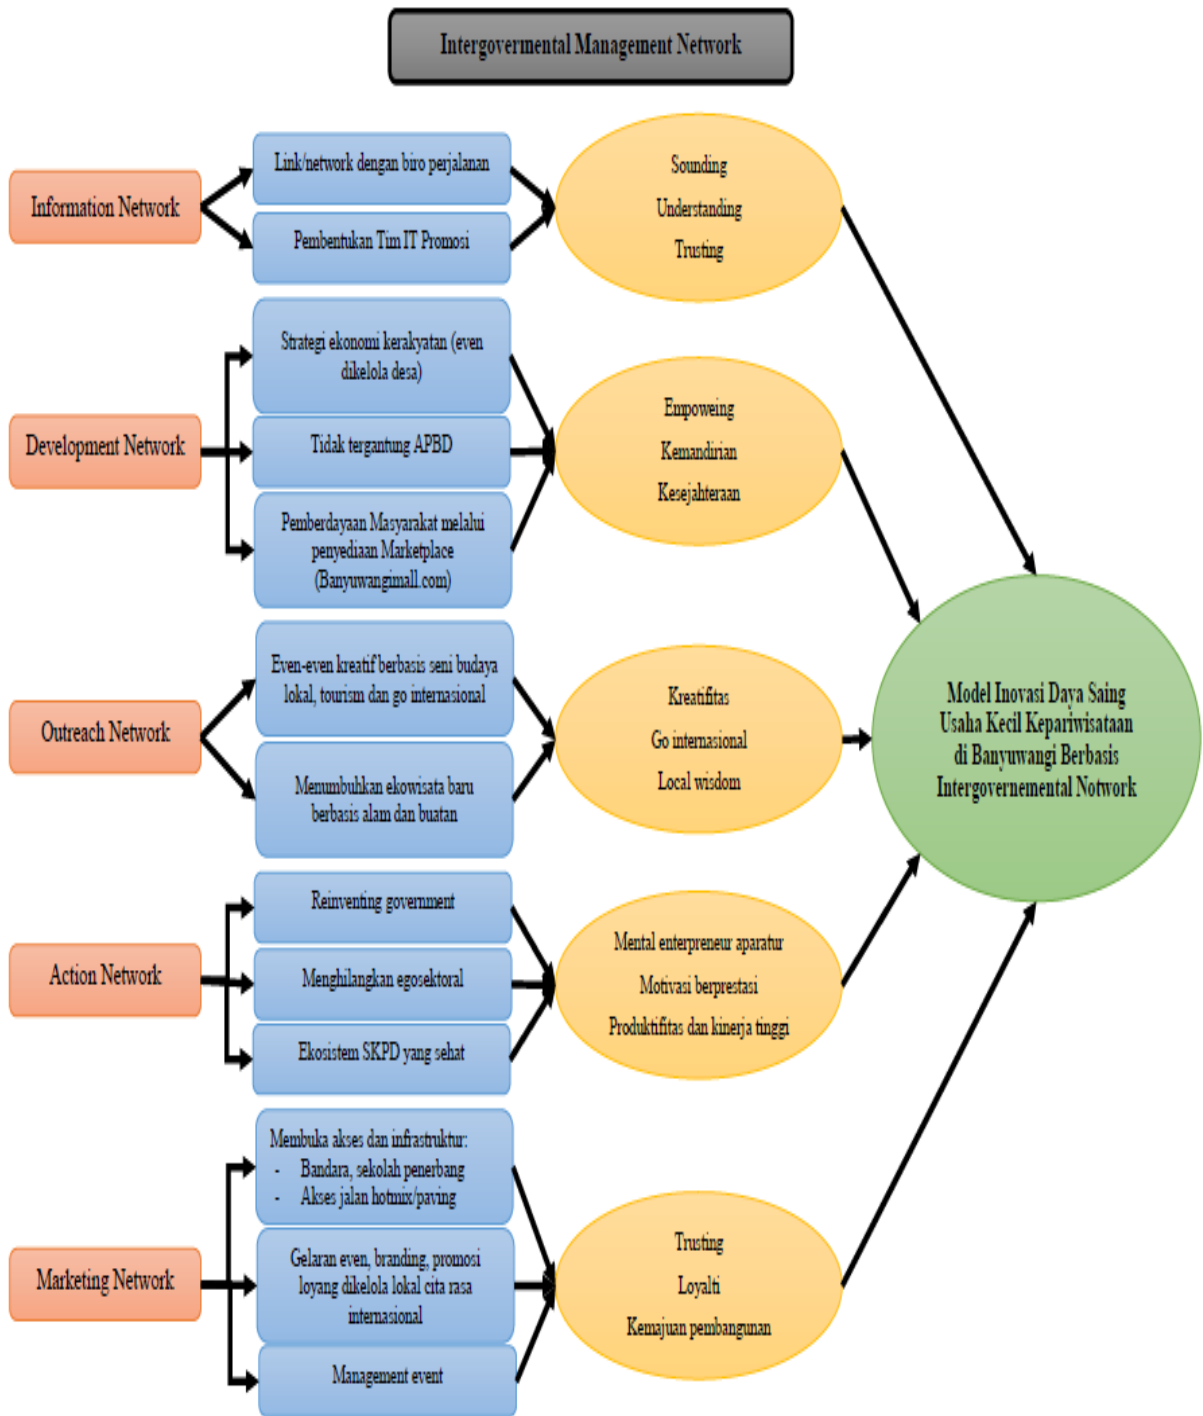 Intergovermental Management Network
Information Network
Link/network dengan biro perjalanan
Pembentukan Tim IT Promosi
Sounding
Understanding
Trusting
Development Network
Strategi ekonomi kerakyatan (even
dikelola desa)
Tidak tergantung APBD
Pemberdayaan Masyarakat melalui
penyediaan Marketplace
(Banyuwangimall.com)
Empoweing
Kemandirian
Kesejahteraan
Outreach Network
Even-even kreatif berbasis seni budaya
lokal, tourism dan go internasional
Menumbuhkan ekowisata baru
berbasis alam dan buatan
Kreatifitas
Go internasional
Local wisdom
Action Network
Reinventing government
Menghilangkan egosektoral
Ekosistem SKPD yang sehat
Mental enterpreneur aparatur
Motivasi berprestasi
Produktifitas dan kinerja tinggi
Marketing Network
Membuka akses dan infrastruktur:
- Bandara, sekolah penerbang
- Akses jalan hotmix/paving
Gelaran even, branding, promosi
loyang dikelola lokal cita rasa
internasional
Management event
Trusting
Loyalti
Kemajuan pembangunan
Model Inovasi Daya Saing
Usaha Kecil Kepariwisataan
di Banyuwangi Berbasis
Intergovernemental Notwork